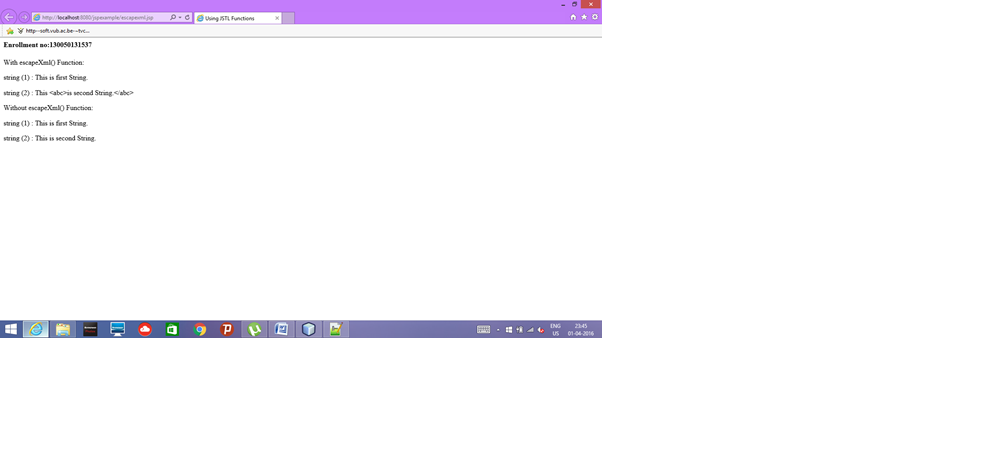 http://localhost:8080/jspexample/escapexml.jsp
Using JSTL Functions
http--soft.vub.ac.be-~tvc...
Enrollment no:130050131537
With escapeXml() Function:
string (1) : This is first String.
string (2) : This <abc>is second String.</abc>
Without escapeXml() Function:
string (1) : This is first String.
string (2) : This is second String.
ENG
23:45
US
01-04-2016